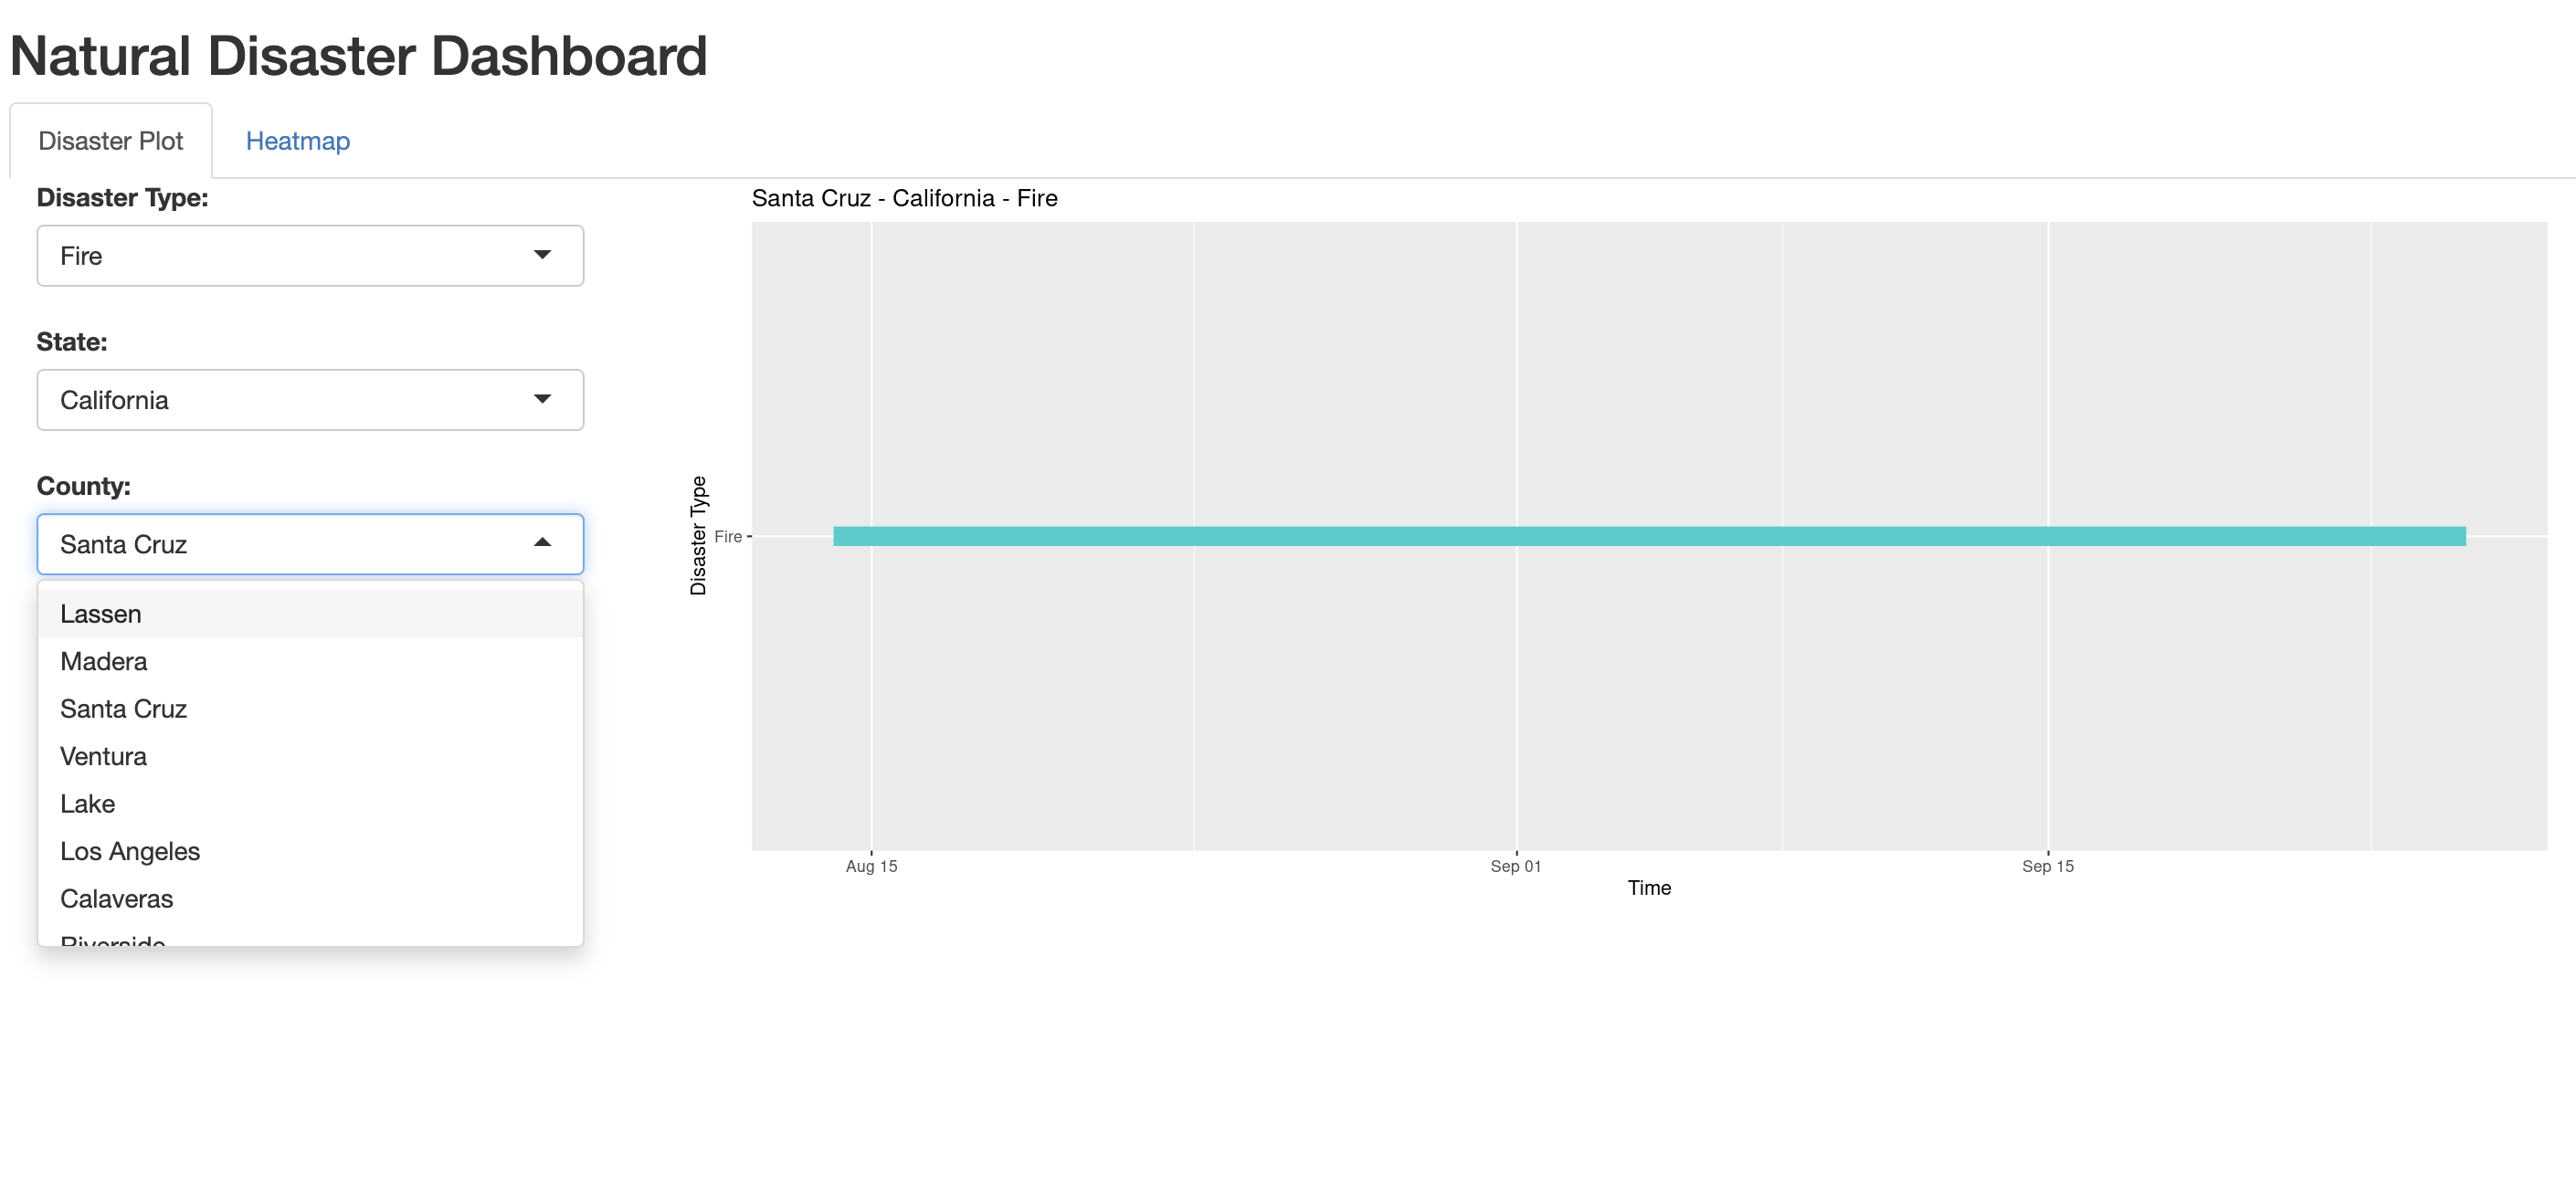 Natural Disaster Dashboard
Disaster Plot
Heatmap
Disaster Type:
Fire
State:
California
County:
Santa Cruz
Lassen
Madera
Santa Cruz
Ventura
Lake
Los Angeles
Calaveras
Riverside
Santa Cruz - California - Fire
Disaster Type
Fire
Aug 15
Sep 01
Sep 15
Time